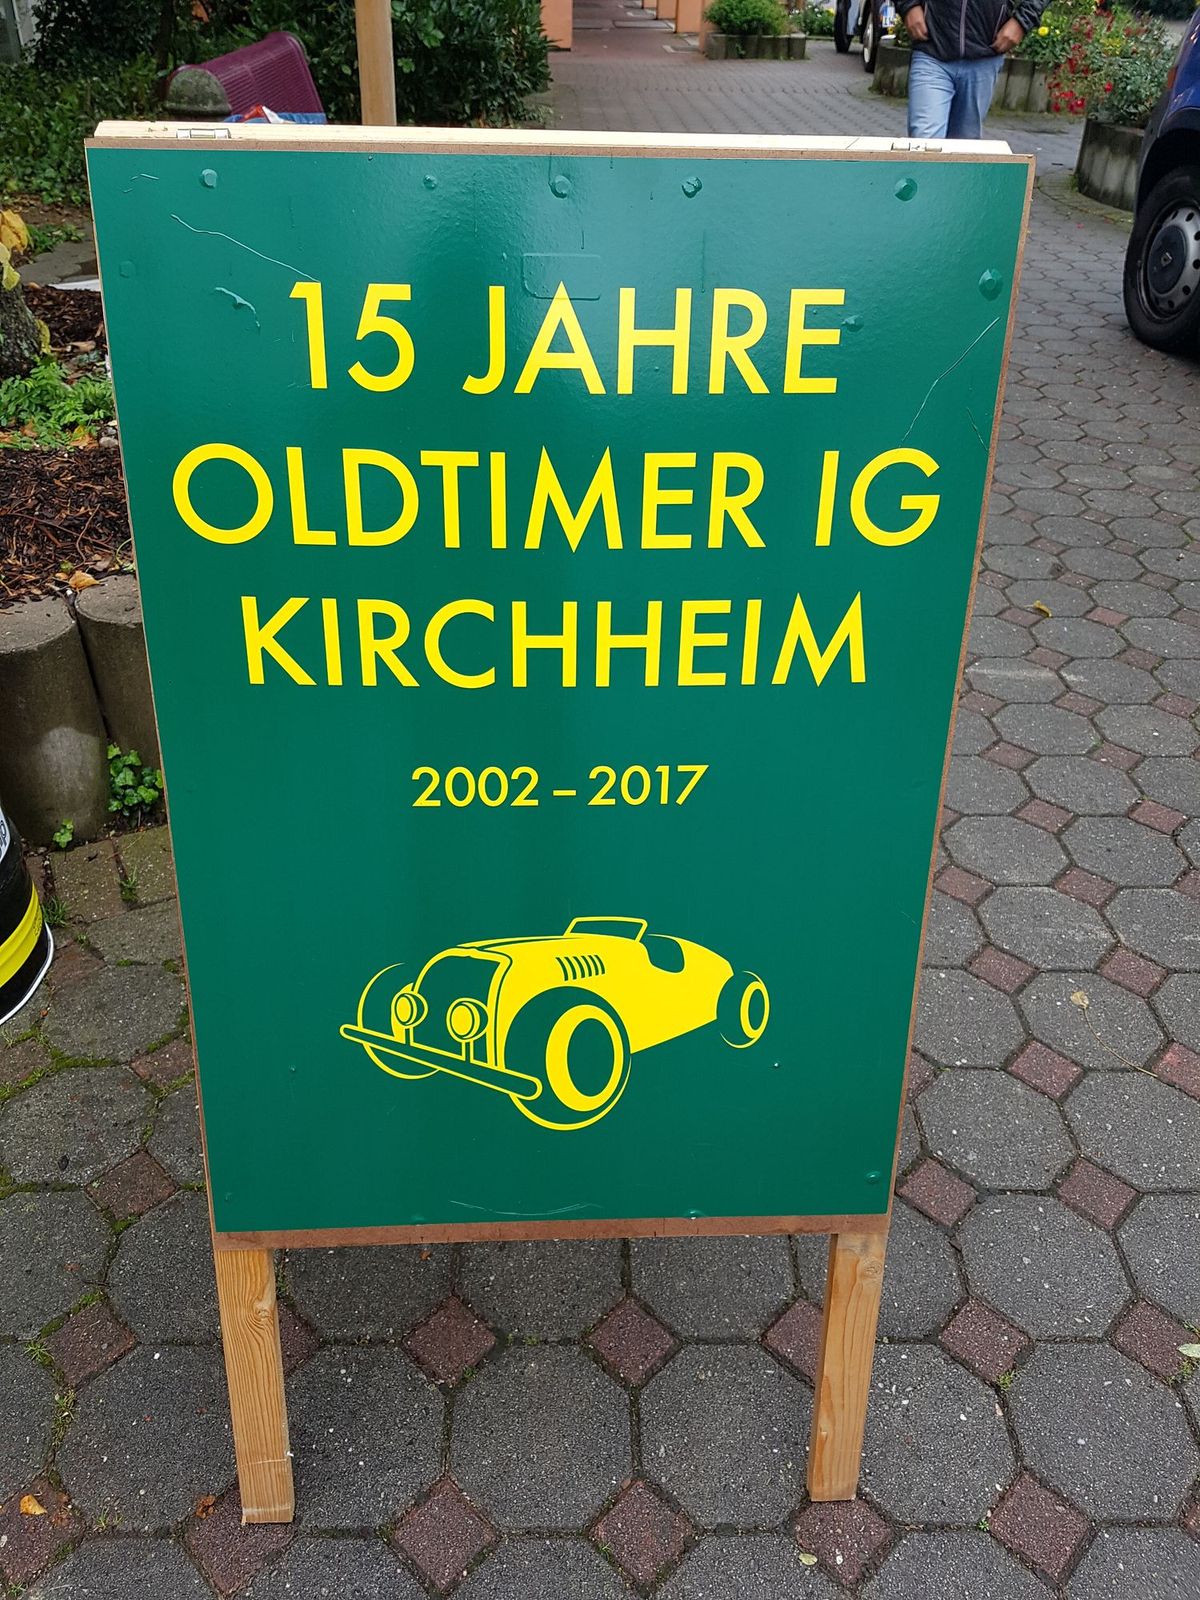 15 JAHRE
OLDTIMER IG
KIRCHHEIM
2002 – 2017